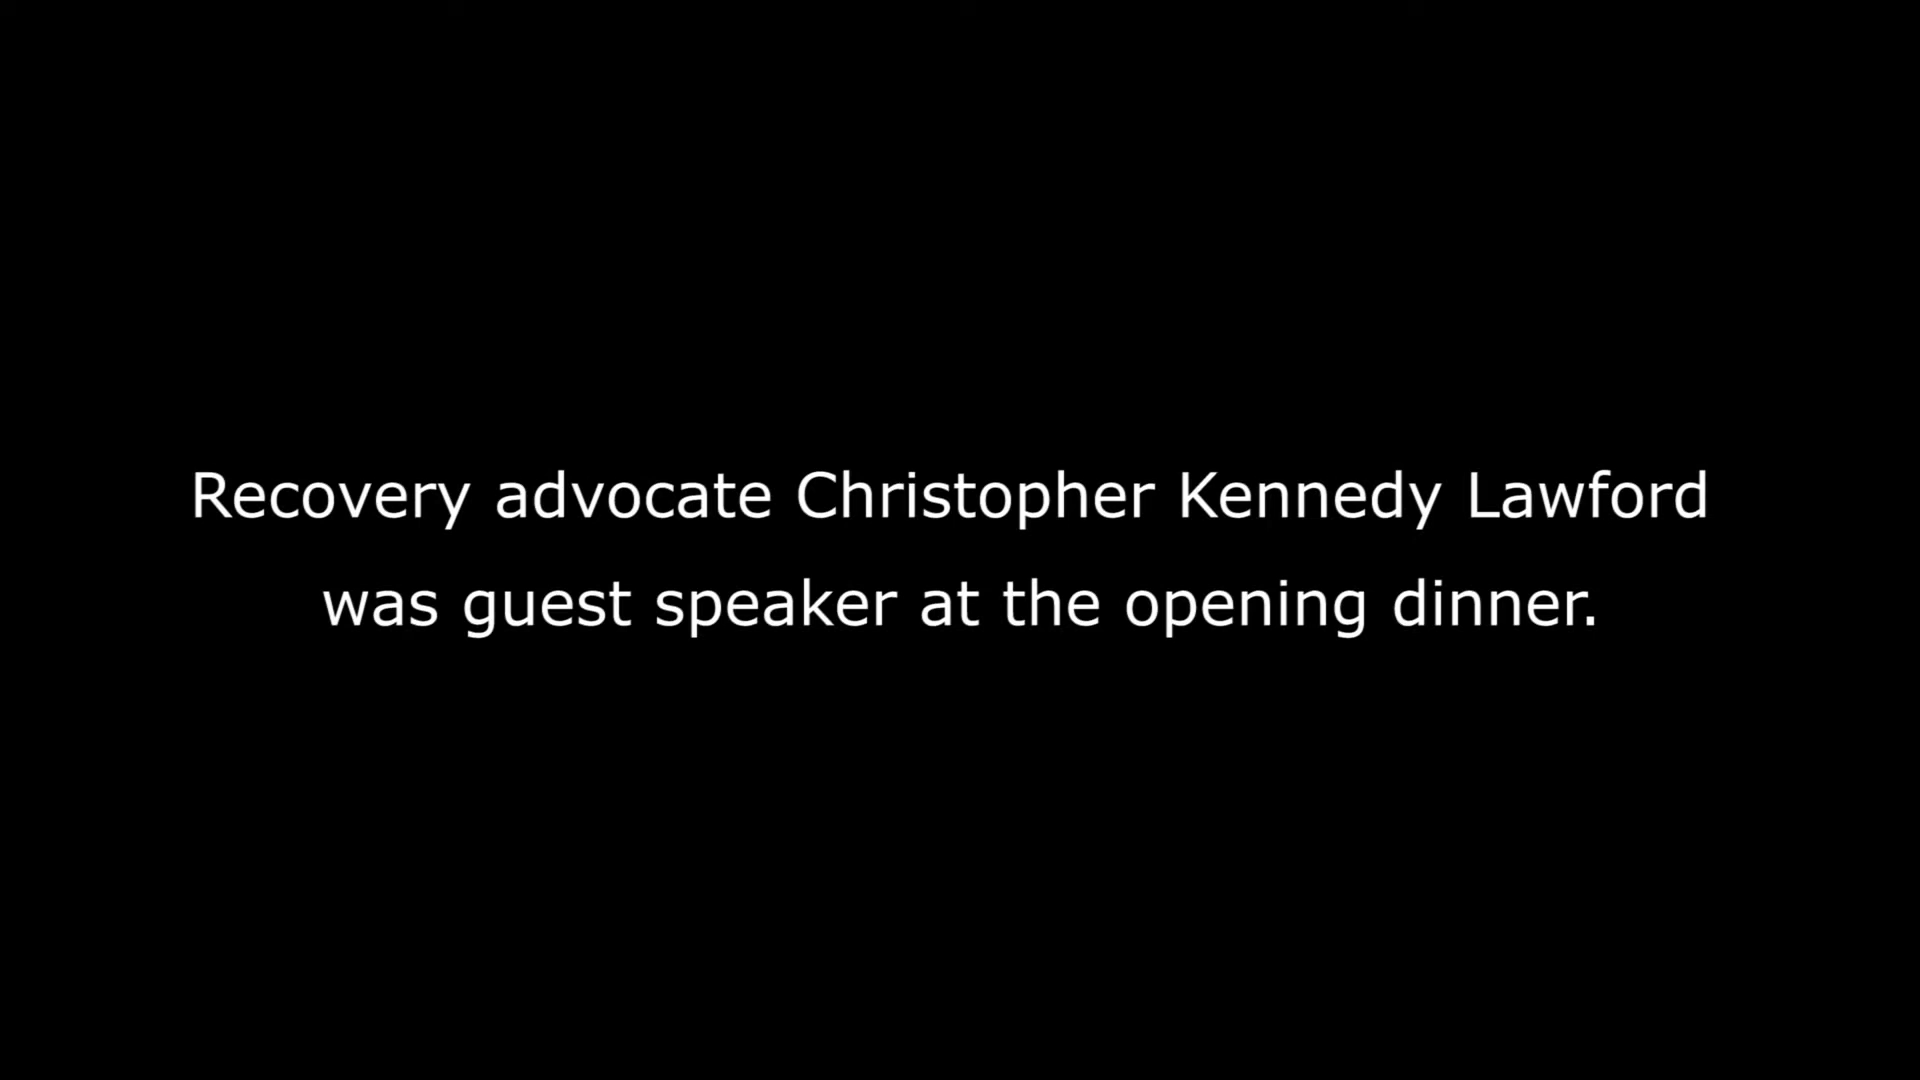 Recovery advocate Christopher Kennedy Lawford
was guest speaker at the opening dinner.